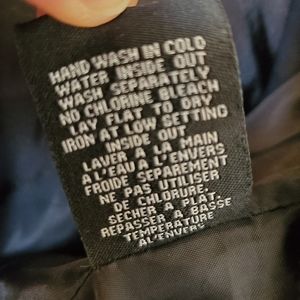 HAND WASH IN COLD
WATER INSIDE OUT
WASH SEPARATELY
NO CHLORINE BLEACH
LAY FLAT TO DRY
IRON AT LOW SETTING
INSIDE OUT
LAVER A LA MAIN
A L'EAU A L'ENVERS
FROIDE SEPAREMENT
NE PAS UTILISER
DE CHLORURE.
SECHER A PLAT.
REPASSER A BASSE
TEMPERATURE
AL'ENVERS